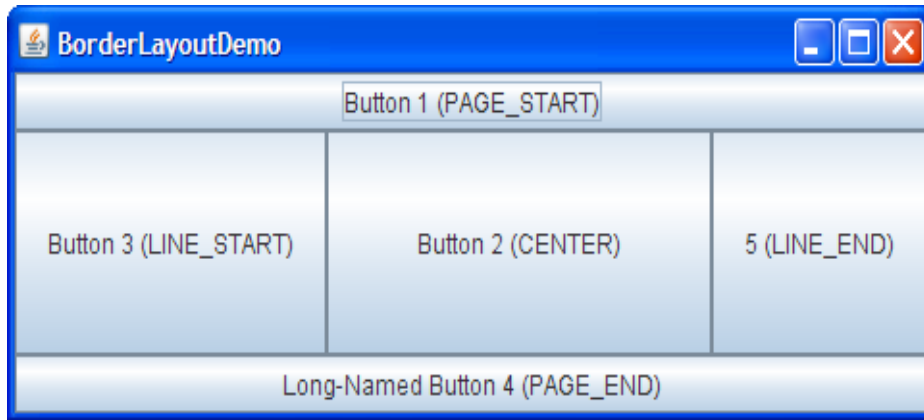 BorderLayoutDemo
Button 1 (PAGE_START)
Button 3 (LINE_START)
Button 2 (CENTER)
5 (LINE_END)
Long-Named Button 4 (PAGE_END)